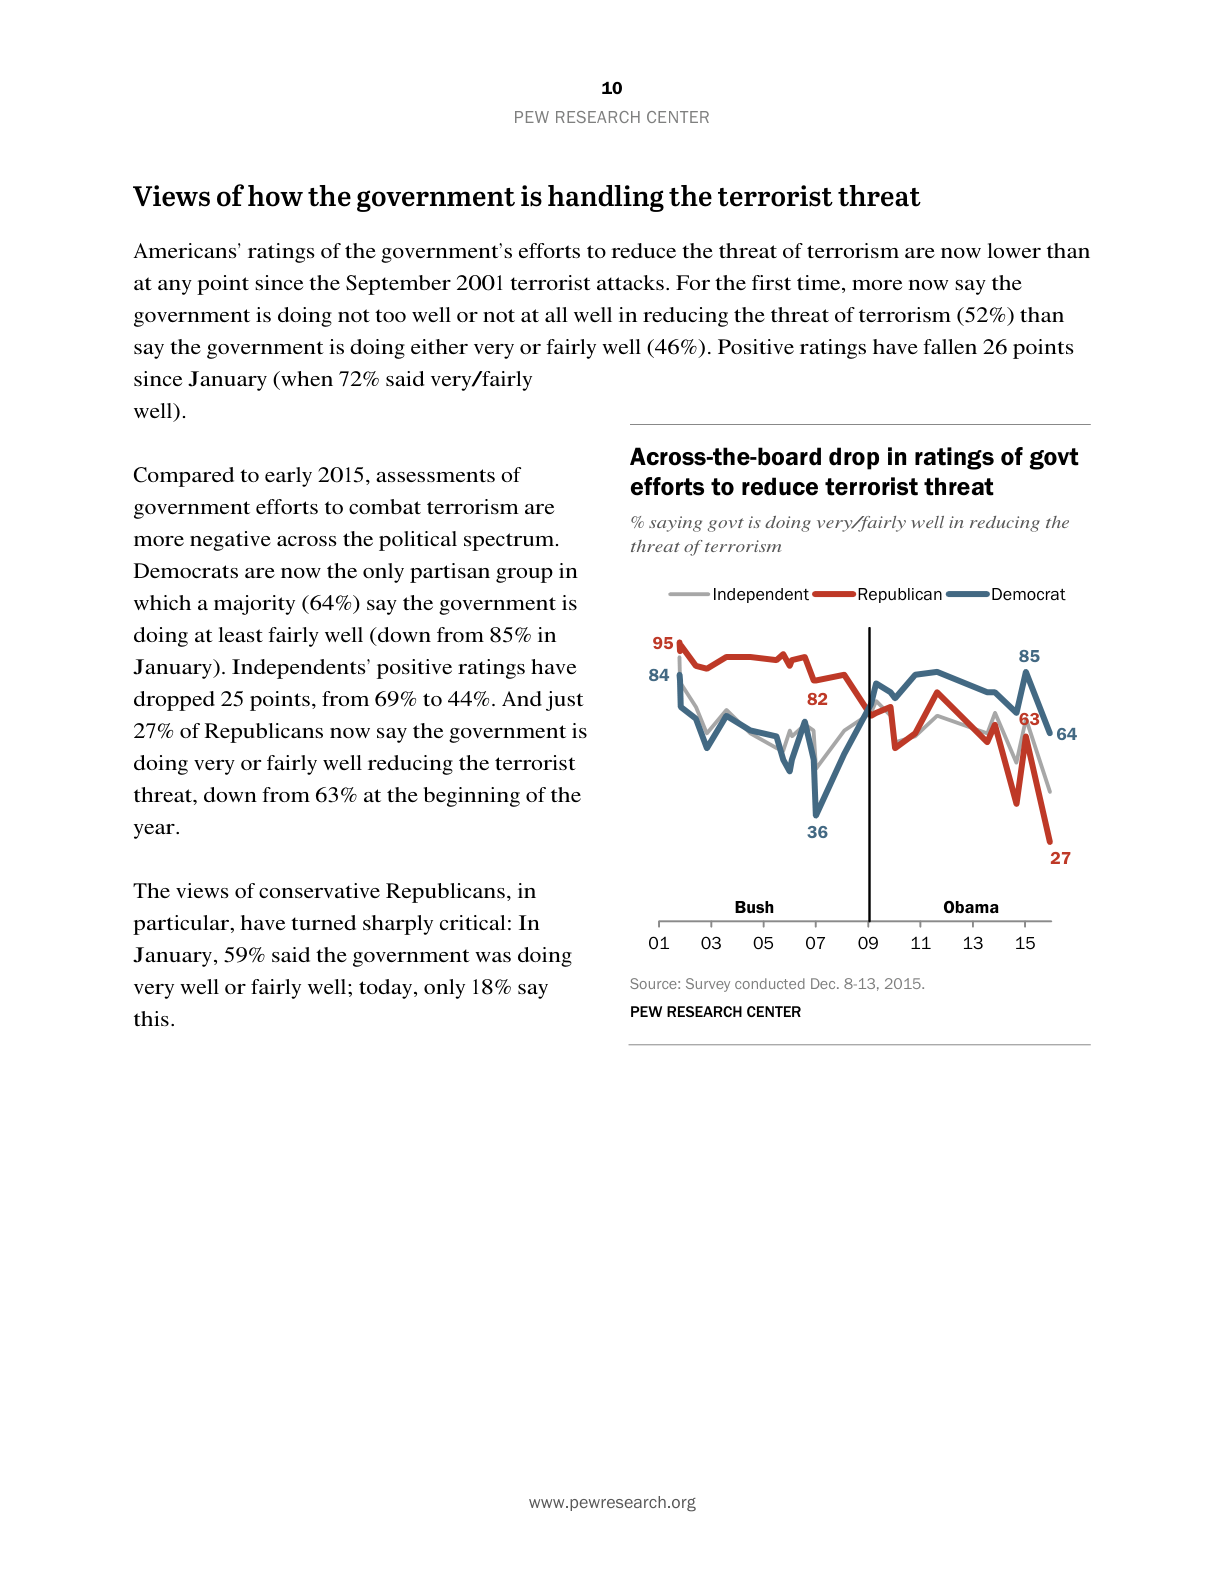 10
PEW RESEARCH CENTER
Views of how the government is handling the terrorist threat
Americans’ ratings of the government’s efforts to reduce the threat of terrorism are now lower than
at any point since the September 2001 terrorist attacks. For the first time, more now say the
government is doing not too well or not at all well in reducing the threat of terrorism (52%) than
say the government is doing either very or fairly well (46%). Positive ratings have fallen 26 points
since January (when 72% said very/fairly
well).
Compared to early 2015, assessments of
government efforts to combat terrorism are
more negative across the political spectrum.
Democrats are now the only partisan group in
which a majority (64%) say the government is
doing at least fairly well (down from 85% in
January). Independents’ positive ratings have
dropped 25 points, from 69% to 44%. And just
27% of Republicans now say the government is
doing very or fairly well reducing the terrorist
threat, down from 63% at the beginning of the
year.
The views of conservative Republicans, in
particular, have turned sharply critical: In
January, 59% said the government was doing
very well or fairly well; today, only 18% say
this.
Across-the-board drop in ratings of govt
efforts to reduce terrorist threat
% saying govt is doing very/fairly well in reducing the
threat of terrorism
Independent Republican Democrat
95
85
84
82
63
64
36
27
Bush Obama
01 03 05 07 09 11 13 15
Source: Survey conducted Dec. 8-13, 2015.
PEW RESEARCH CENTER
www.pewresearch.org